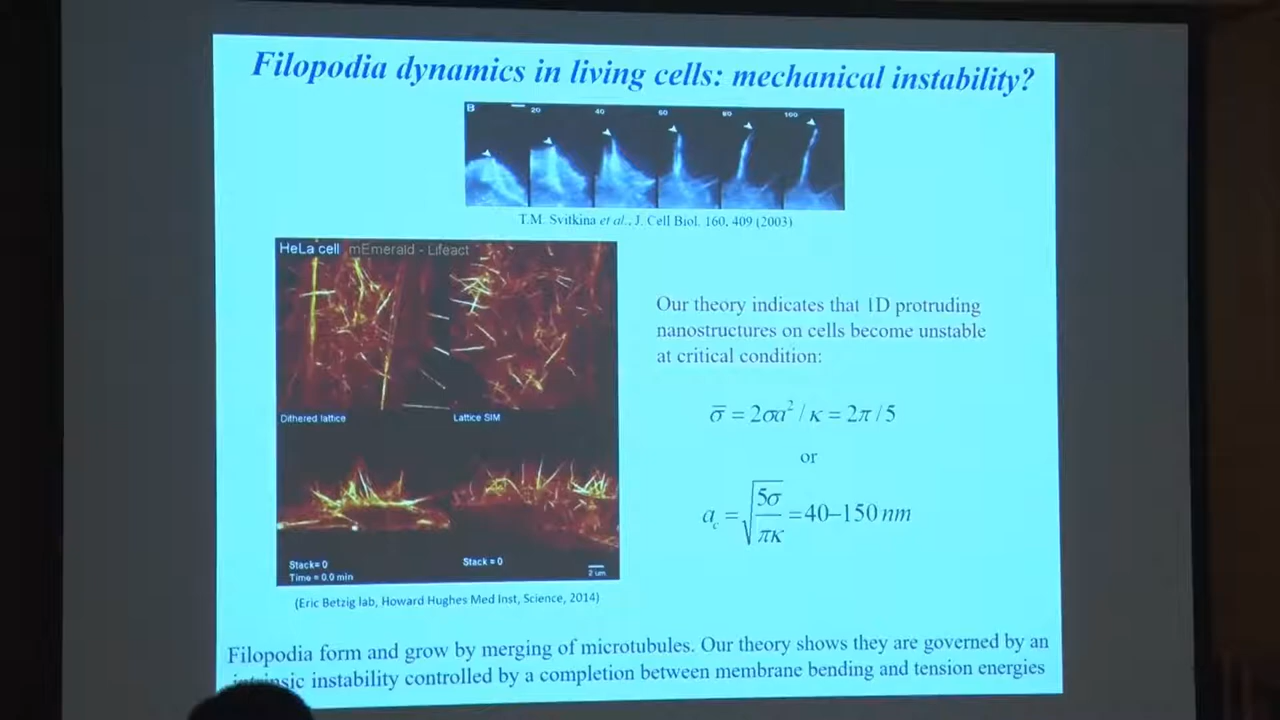 Filopodia dynamics in living cells: mechanical instability?
B 20 40 60 80 100
T.M. Svitkina et al., J. Cell Biol. 160, 409 (2003)
HeLa cell mEmerald - Lifeact
Dithered lattice Lattice SIM
Stack= 0 Stack = 0
Time = 0.0 min 2 um
(Eric Betzig lab, Howard Hughes Med Inst, Science, 2014)
Our theory indicates that 1D protruding
nanostructures on cells become unstable
at critical condition:
σ̅ = 2σa² / κ = 2π / 5
or
a_c = √(5σ / πκ) = 40–150 nm
Filopodia form and grow by merging of microtubules. Our theory shows they are governed by an
intrinsic instability controlled by a completion between membrane bending and tension energies